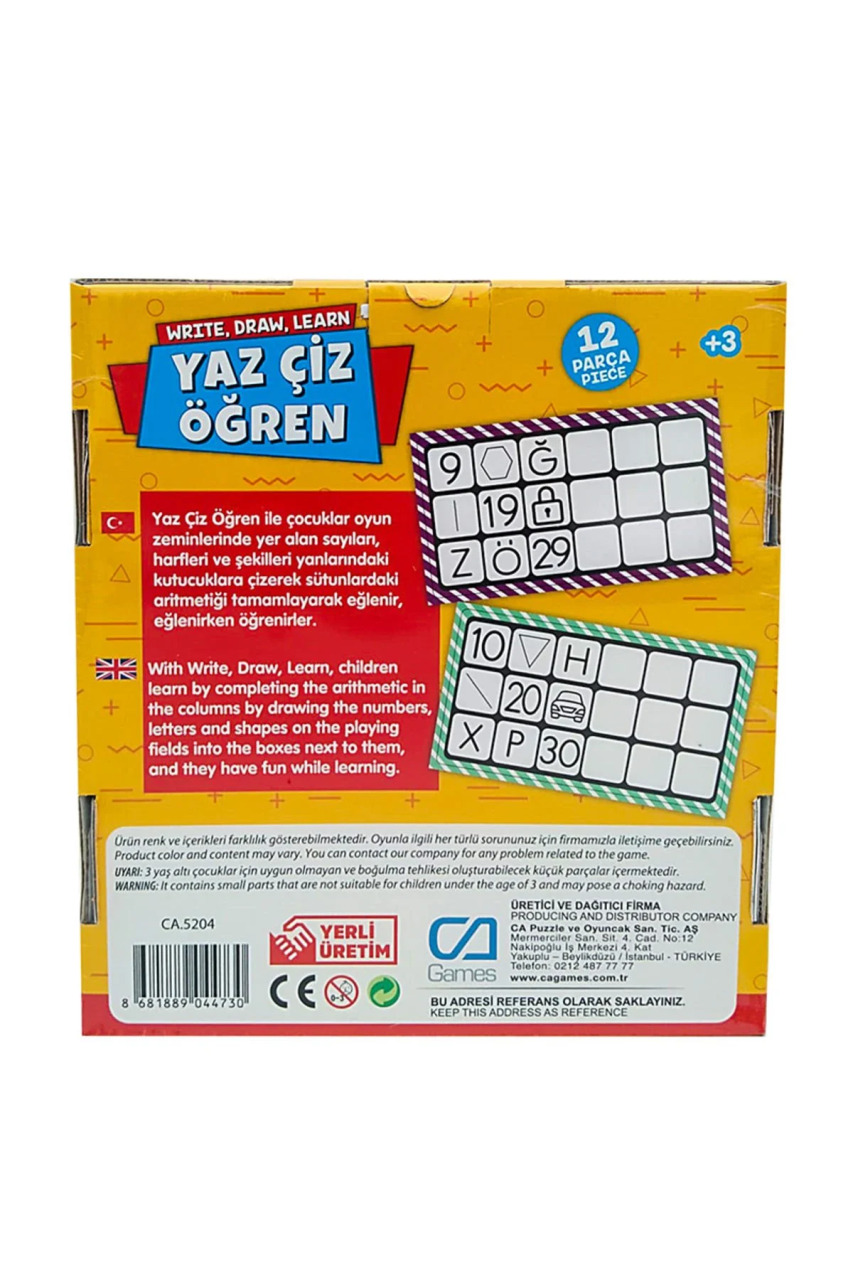 WRITE, DRAW, LEARN
YAZ ÇİZ
ÖĞREN
12
PARÇA
PIECE
+3
9 Ğ
19
Z Ö 29
Yaz Çiz Öğren ile çocuklar oyun
zeminlerinde yer alan sayıları,
harfleri ve şekilleri yanlarındaki
kutucuklara çizerek sütunlardaki
aritmetiği tamamlayarak eğlenir,
eğlenirken öğrenirler.
10 H
20
X P 30
With Write, Draw, Learn, children
learn by completing the arithmetic in
the columns by drawing the numbers,
letters and shapes on the playing
fields into the boxes next to them,
and they have fun while learning.
Ürün renk ve içerikleri farklılık gösterebilmektedir. Oyunla ilgili her türlü sorununuz için firmamızla iletişime geçebilirsiniz.
Product color and content may vary. You can contact our company for any problem related to the game.
UYARI: 3 yaş altı çocuklar için uygun olmayan ve boğulma tehlikesi oluşturabilecek küçük parçalar içermektedir.
WARNING: It contains small parts that are not suitable for children under the age of 3 and may pose a choking hazard.
CA.5204
8 681889 044730
YERLİ
ÜRETİM
CE
0-3
CA
Games
ÜRETİCİ VE DAĞITICI FİRMA
PRODUCING AND DISTRIBUTOR COMPANY
CA Puzzle ve Oyuncak San. Tic. AŞ
Mermerciler San. Sit. 4. Cad. No:12
Nakipoğlu İş Merkezi 4. Kat
Yakuplu – Beylikdüzü / İstanbul - TÜRKİYE
Telefon: 0212 487 77 77
www.cagames.com.tr
BU ADRESİ REFERANS OLARAK SAKLAYINIZ.
KEEP THIS ADDRESS AS REFERENCE